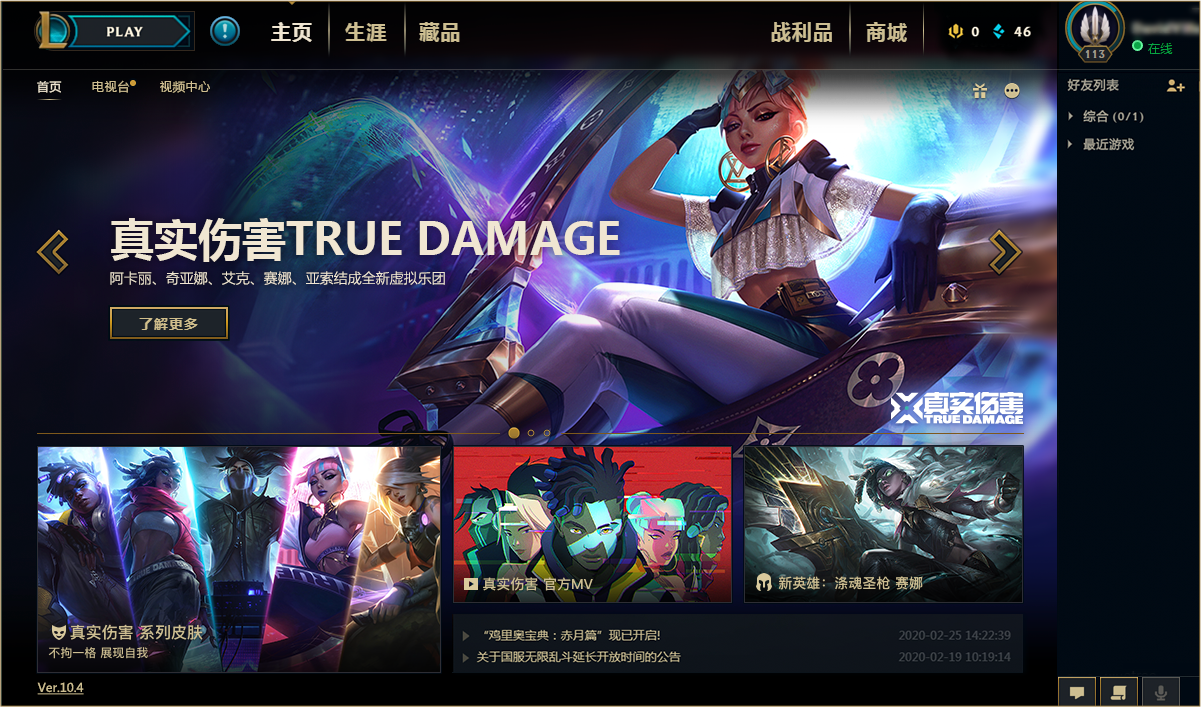 PLAY
主页
生涯
藏品
战利品
商城
0
46
113
在线
首页
电视台
视频中心
好友列表
综合 (0/1)
最近游戏
真实伤害TRUE DAMAGE
阿卡丽、奇亚娜、艾克、赛娜、亚索结成全新虚拟乐团
了解更多
真实伤害
TRUE DAMAGE
真实伤害 系列皮肤
不拘一格 展现自我
真实伤害 官方MV
新英雄：涤魂圣枪 赛娜
“鸡里奥宝典：赤月篇”现已开启!
2020-02-25 14:22:39
关于国服无限乱斗延长开放时间的公告
2020-02-19 10:19:14
Ver.10.4